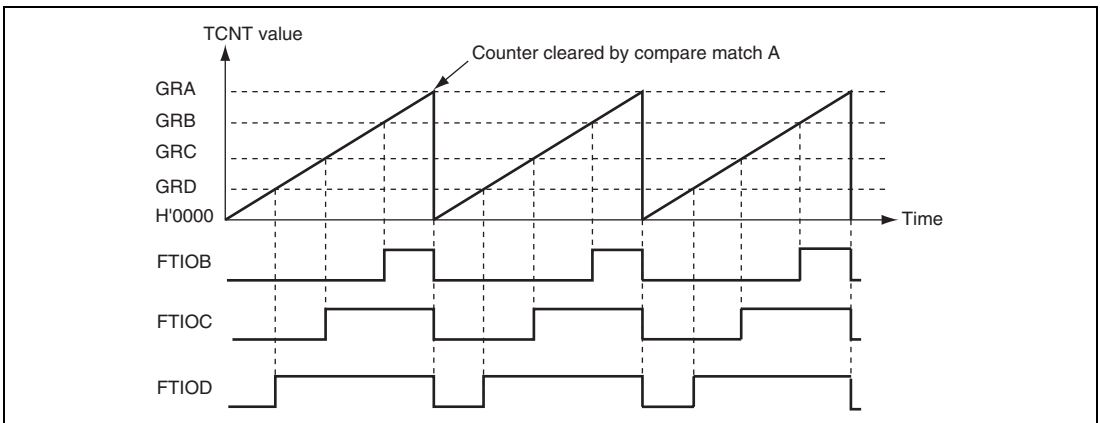 TCNT value
Counter cleared by compare match A
GRA
GRB
GRC
GRD
H'0000
Time
FTIOB
FTIOC
FTIOD